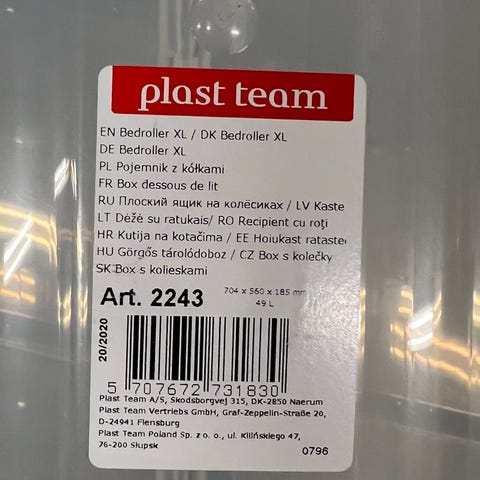 plast team
EN Bedroller XL / DK Bedroller XL
DE Bedroller XL
PL Pojemnik z kółkami
FR Box dessous de lit
RU Плоский ящик на колёсиках / LV Kaste
LT Dėžė su ratukais/ RO Recipient cu roţi
HR Kutija na kotačima / EE Hoiukast ratastel
HU Görgős tárolódoboz / CZ Box s kolečky
SK Box s kolieskami
Art. 2243
704 x 560 x 185 mm
49 L
20/2020
5 707672 731830
Plast Team A/S, Skodsborgvej 315, DK-2850 Naerum
Plast Team Vertriebs GmbH, Graf-Zeppelin-Straße 20,
D-24941 Flensburg
Plast Team Poland Sp. z o. o., ul. Kilińskiego 47,
76-200 Słupsk
0796